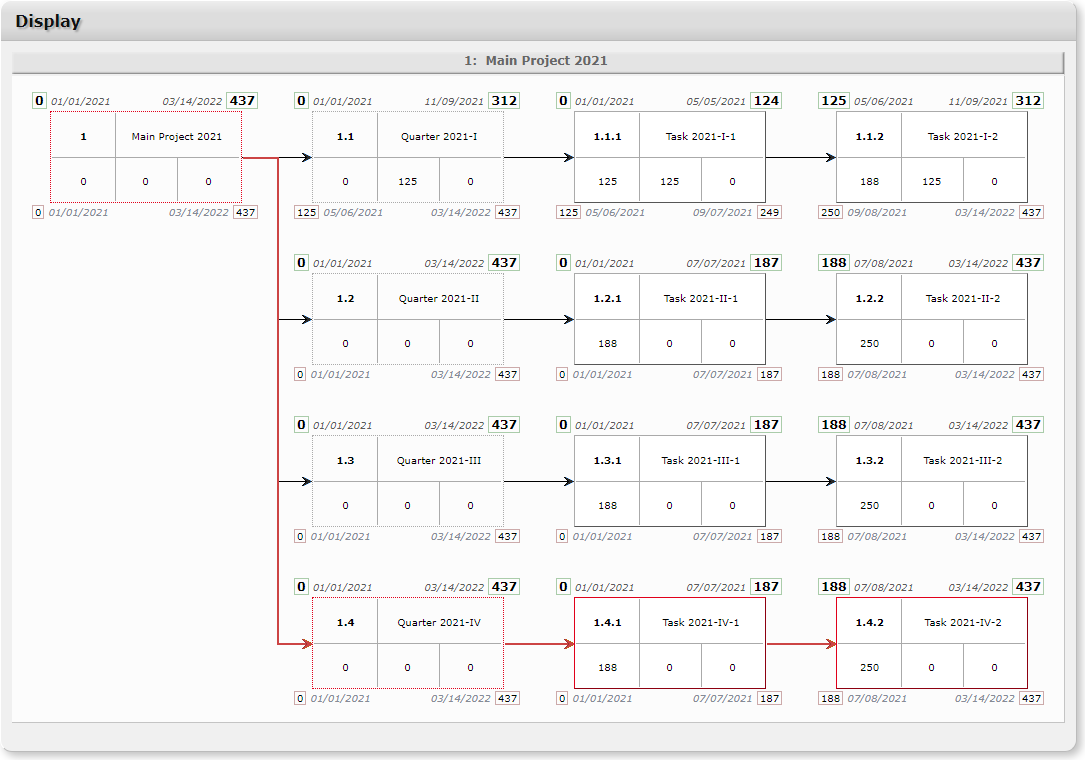 Display
1: Main Project 2021
0 01/01/2021 03/14/2022 437 0 01/01/2021 11/09/2021 312 0 01/01/2021 05/05/2021 124 125 05/06/2021 11/09/2021 312
1 Main Project 2021 1.1 Quarter 2021-I 1.1.1 Task 2021-I-1 1.1.2 Task 2021-I-2
0 0 0 0 125 0 125 125 0 188 125 0
0 01/01/2021 03/14/2022 437 125 05/06/2021 03/14/2022 437 125 05/06/2021 09/07/2021 249 250 09/08/2021 03/14/2022 437
0 01/01/2021 03/14/2022 437 0 01/01/2021 07/07/2021 187 188 07/08/2021 03/14/2022 437
1.2 Quarter 2021-II 1.2.1 Task 2021-II-1 1.2.2 Task 2021-II-2
0 0 0 188 0 0 250 0 0
0 01/01/2021 03/14/2022 437 0 01/01/2021 07/07/2021 187 188 07/08/2021 03/14/2022 437
0 01/01/2021 03/14/2022 437 0 01/01/2021 07/07/2021 187 188 07/08/2021 03/14/2022 437
1.3 Quarter 2021-III 1.3.1 Task 2021-III-1 1.3.2 Task 2021-III-2
0 0 0 188 0 0 250 0 0
0 01/01/2021 03/14/2022 437 0 01/01/2021 07/07/2021 187 188 07/08/2021 03/14/2022 437
0 01/01/2021 03/14/2022 437 0 01/01/2021 07/07/2021 187 188 07/08/2021 03/14/2022 437
1.4 Quarter 2021-IV 1.4.1 Task 2021-IV-1 1.4.2 Task 2021-IV-2
0 0 0 188 0 0 250 0 0
0 01/01/2021 03/14/2022 437 0 01/01/2021 07/07/2021 187 188 07/08/2021 03/14/2022 437